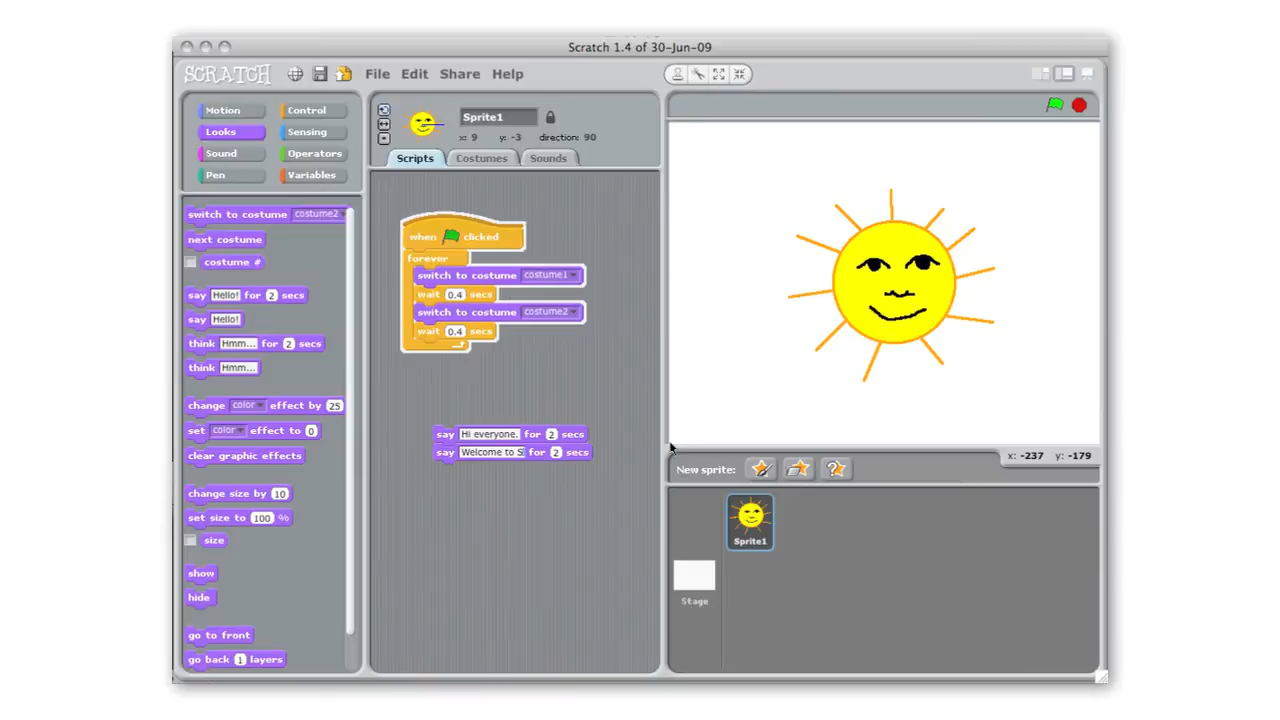 Scratch 1.4 of 30-Jun-09
SCRATCH File Edit Share Help
Motion Control
Looks Sensing
Sound Operators
Pen Variables
switch to costume costume2
next costume
costume #
say Hello! for 2 secs
say Hello!
think Hmm... for 2 secs
think Hmm...
change color effect by 25
set color effect to 0
clear graphic effects
change size by 10
set size to 100 %
size
show
hide
go to front
go back 1 layers
Sprite1
x: 9 y: -3 direction: 90
Scripts Costumes Sounds
when clicked
forever
switch to costume costume1
wait 0.4 secs
switch to costume costume2
wait 0.4 secs
say Hi everyone. for 2 secs
say Welcome to S for 2 secs
x: -237 y: -179
New sprite:
Sprite1
Stage